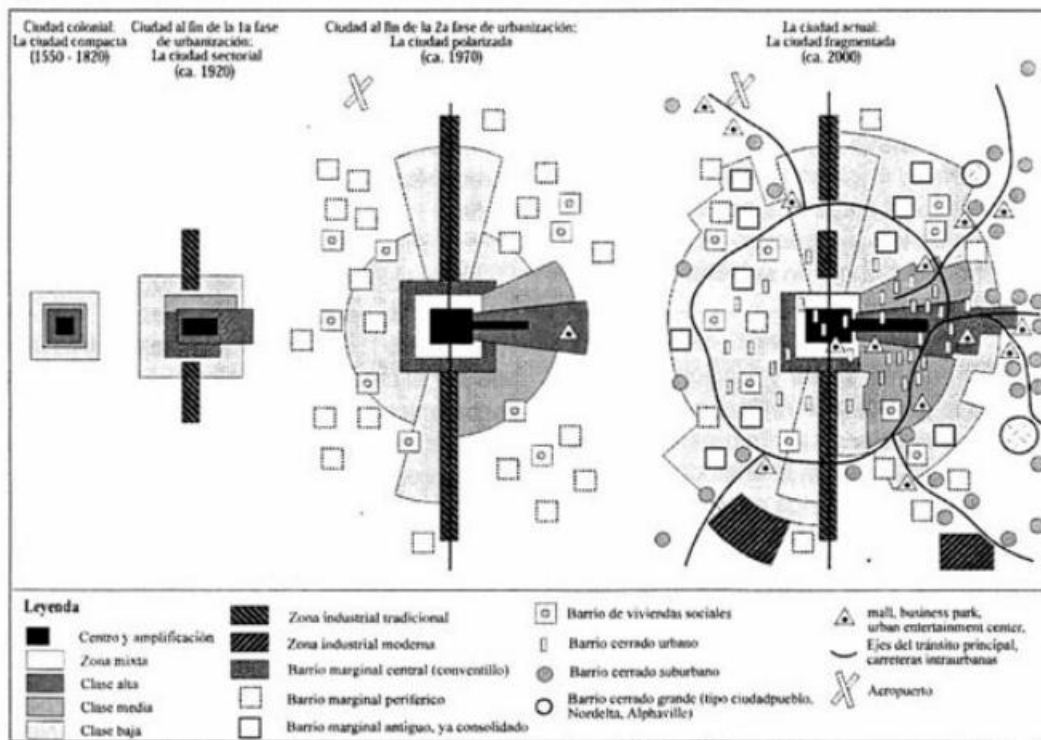 Ciudad colonial:
La ciudad compacta
(1550 - 1820)
Ciudad al fin de la 1a fase
de urbanización:
La ciudad sectorial
(ca. 1920)
Ciudad al fin de la 2a fase de urbanización:
La ciudad polarizada
(ca. 1970)
La ciudad actual:
La ciudad fragmentada
(ca. 2000)
Leyenda
Centro y amplificación
Zona mixta
Clase alta
Clase media
Clase baja
Zona industrial tradicional
Zona industrial moderna
Barrio marginal central (conventillo)
Barrio marginal periférico
Barrio marginal antiguo, ya consolidado
Barrio de viviendas sociales
Barrio cerrado urbano
Barrio cerrado suburbano
Barrio cerrado grande (tipo ciudadpueblo,
Nordelta, Alphaville)
mall, business park,
urban entertainment center,
Ejes del tránsito principal,
carreteras intraurbanas
Aeropuerto